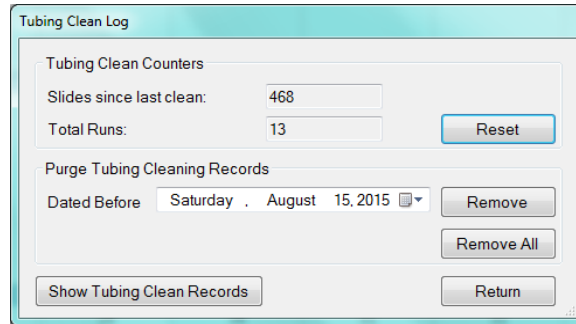 Tubing Clean Log
Tubing Clean Counters
Slides since last clean: 468
Total Runs: 13 Reset
Purge Tubing Cleaning Records
Dated Before Saturday , August 15, 2015 Remove
Remove All
Show Tubing Clean Records Return